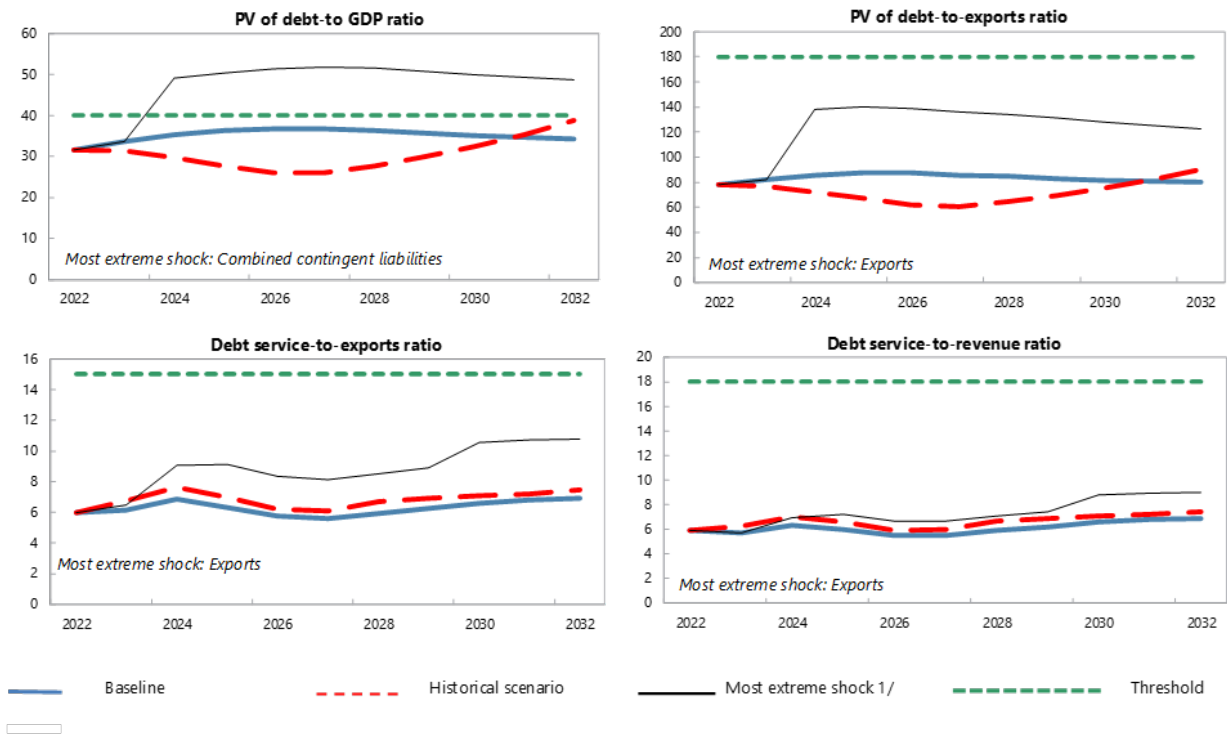 PV of debt-to GDP ratio
60
50
40
30
20
10
0
Most extreme shock: Combined contingent liabilities
2022 2024 2026 2028 2030 2032
PV of debt-to-exports ratio
200
180
160
140
120
100
80
60
40
20
0
Most extreme shock: Exports
2022 2024 2026 2028 2030 2032
Debt service-to-exports ratio
16
14
12
10
8
6
4
2
0
Most extreme shock: Exports
2022 2024 2026 2028 2030 2032
Debt service-to-revenue ratio
20
18
16
14
12
10
8
6
4
2
0
Most extreme shock: Exports
2022 2024 2026 2028 2030 2032
Baseline Historical scenario Most extreme shock 1/ Threshold